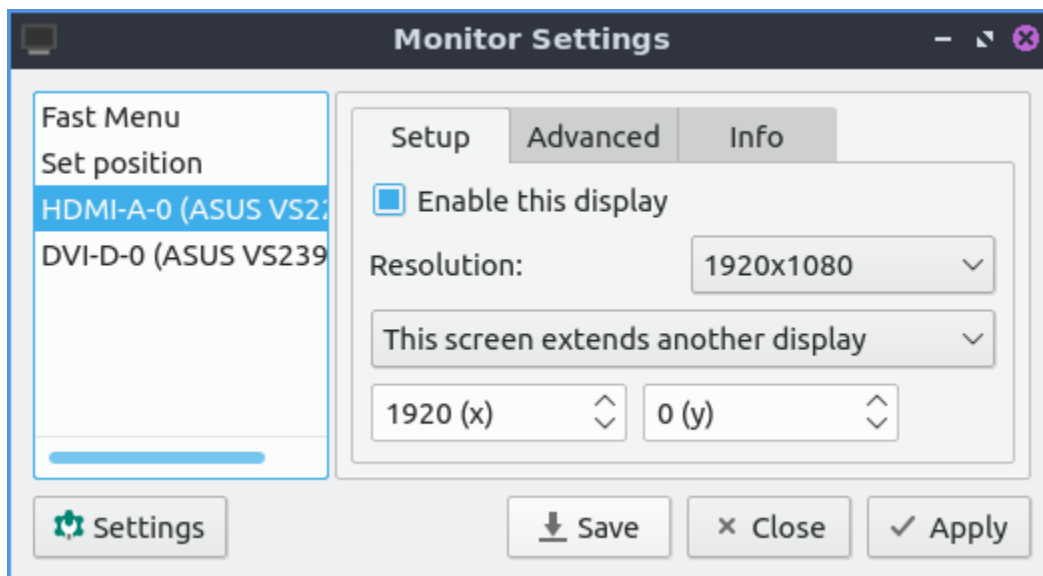 Monitor Settings
Fast Menu
Set position
HDMI-A-0 (ASUS VS22
DVI-D-0 (ASUS VS239
Setup
Advanced
Info
Enable this display
Resolution:
1920x1080
This screen extends another display
1920 (x)
0 (y)
Settings
Save
Close
Apply